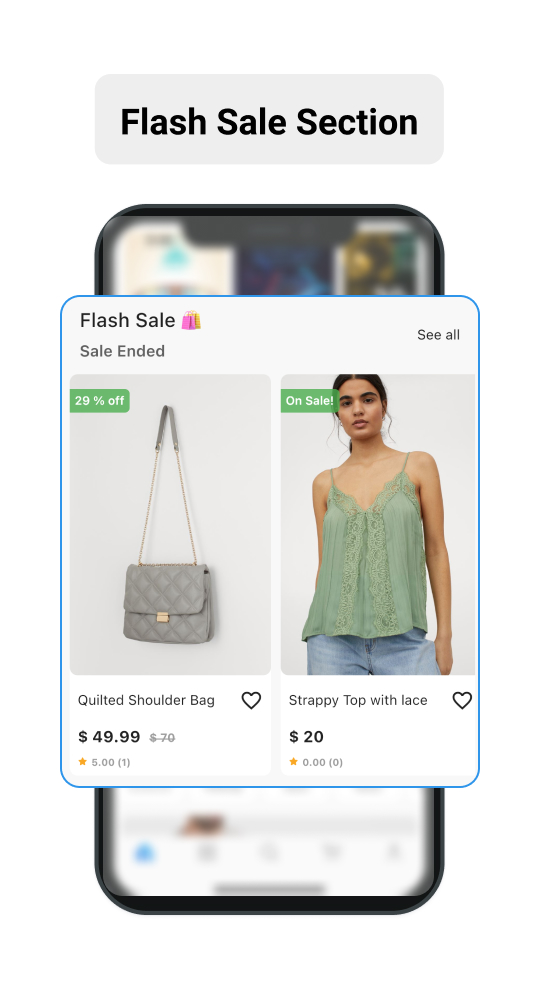 Flash Sale Section
Flash Sale 🛍️
See all
Sale Ended
29 % off
On Sale!
Quilted Shoulder Bag
Strappy Top with lace
$ 49.99 $ 70
$ 20
5.00 (1)
0.00 (0)